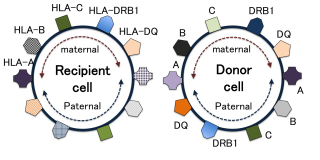 HLA-C
HLA-DRB1
HLA-B
HLA-DQ
HLA-A
maternal
Recipient
cell
Paternal
C
DRB1
B
DQ
A
maternal
Donor
cell
A
Paternal
DQ
B
DRB1
C